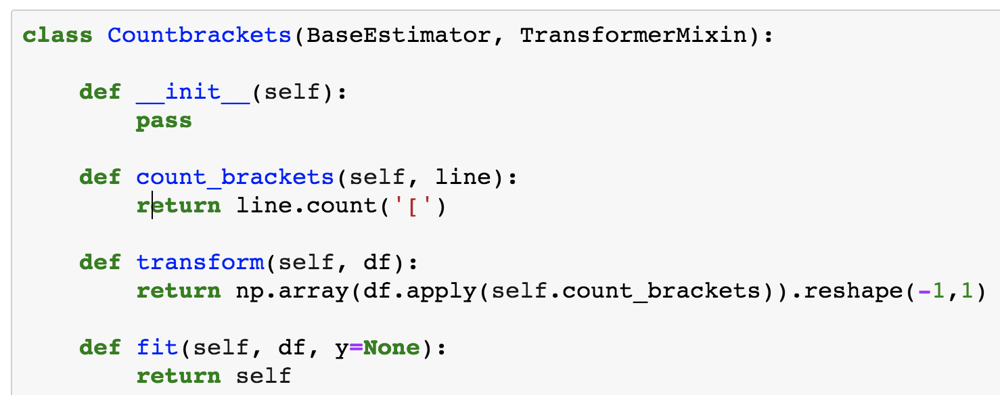 class Countbrackets(BaseEstimator, TransformerMixin):
def __init__(self):
pass
def count_brackets(self, line):
return line.count('[')
def transform(self, df):
return np.array(df.apply(self.count_brackets)).reshape(-1,1)
def fit(self, df, y=None):
return self